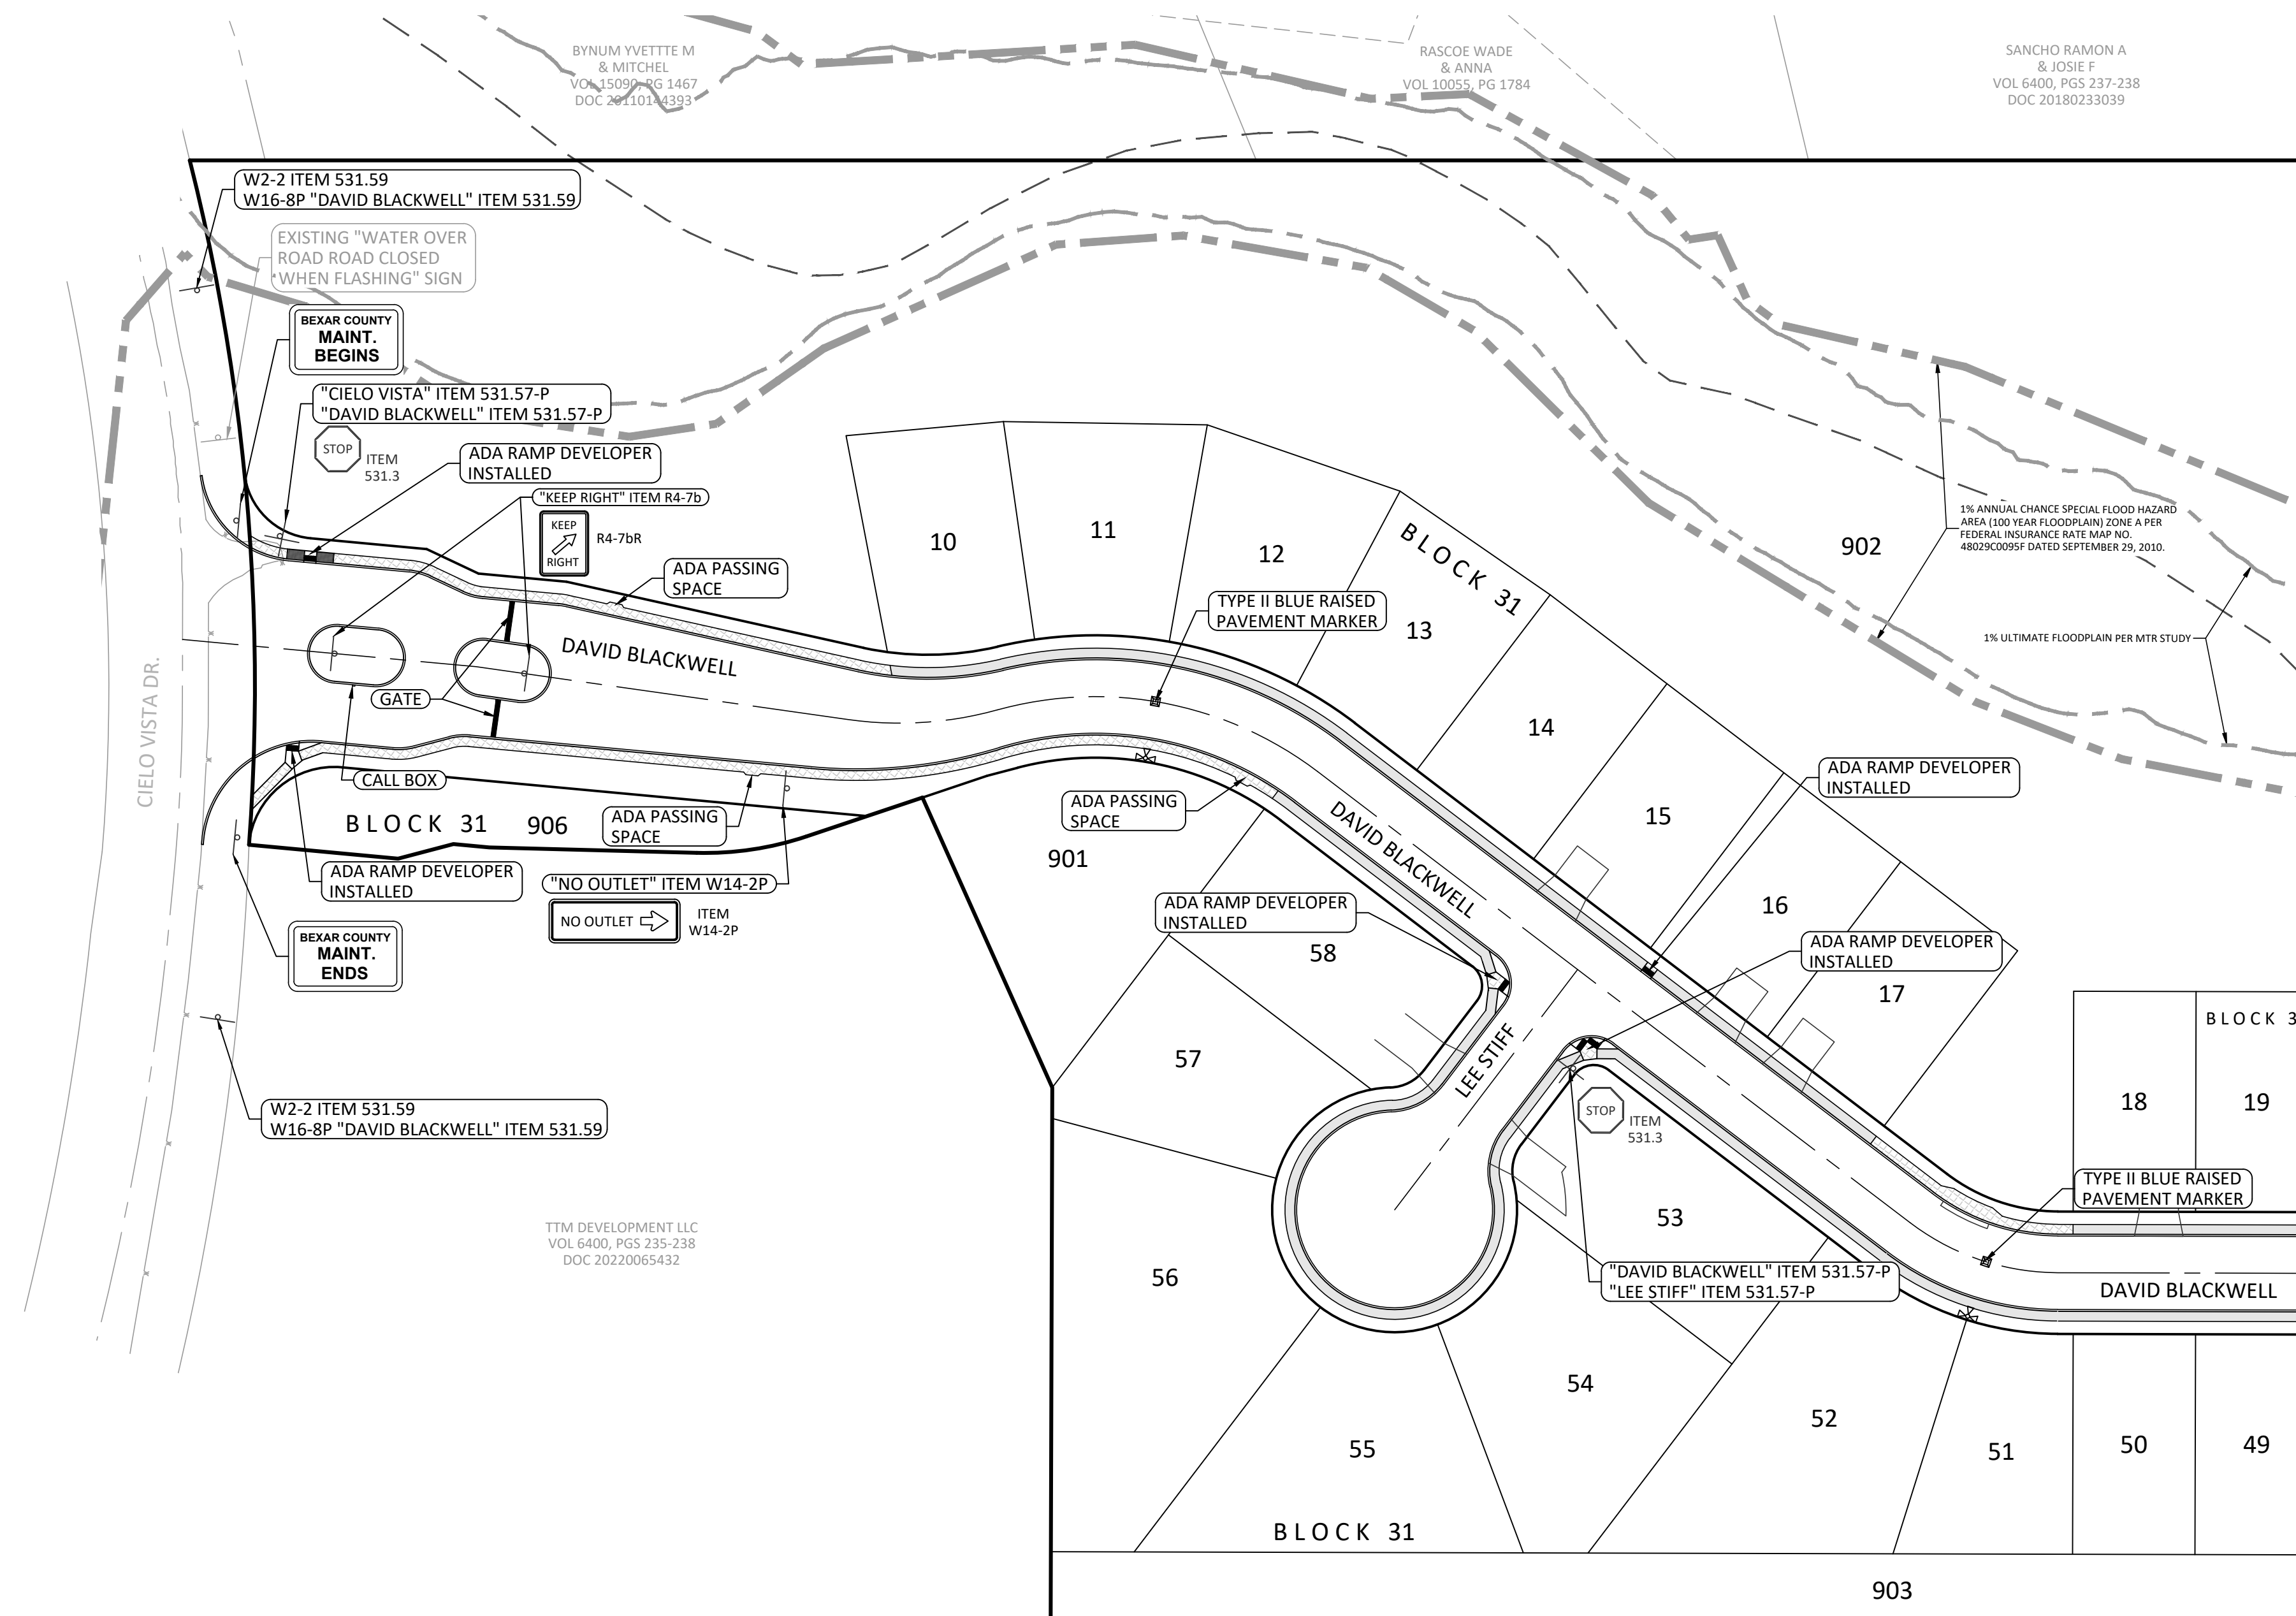 BYNUM YVETTTE M
& MITCHEL
VOL 15090, PG 1467
DOC 20110144393
RASCOE WADE
& ANNA
VOL 10055, PG 1784
SANCHO RAMON A
& JOSIE F
VOL 6400, PGS 237-238
DOC 20180233039
W2-2 ITEM 531.59
W16-8P "DAVID BLACKWELL" ITEM 531.59
EXISTING "WATER OVER
ROAD ROAD CLOSED
WHEN FLASHING" SIGN
BEXAR COUNTY
MAINT.
BEGINS
"CIELO VISTA" ITEM 531.57-P
"DAVID BLACKWELL" ITEM 531.57-P
STOP
ITEM
531.3
ADA RAMP DEVELOPER
INSTALLED
"KEEP RIGHT" ITEM R4-7b
KEEP
RIGHT
R4-7bR
ADA PASSING
SPACE
10
11
12
BLOCK 31
13
14
15
16
17
902
1% ANNUAL CHANCE SPECIAL FLOOD HAZARD
AREA (100 YEAR FLOODPLAIN) ZONE A PER
FEDERAL INSURANCE RATE MAP NO.
48029C0095F DATED SEPTEMBER 29, 2010.
1% ULTIMATE FLOODPLAIN PER MTR STUDY
TYPE II BLUE RAISED
PAVEMENT MARKER
DAVID BLACKWELL
GATE
CIELO VISTA DR.
CALL BOX
BLOCK 31 906
ADA PASSING
SPACE
ADA PASSING
SPACE
ADA RAMP DEVELOPER
INSTALLED
DAVID BLACKWELL
901
ADA RAMP DEVELOPER
INSTALLED
"NO OUTLET" ITEM W14-2P
NO OUTLET
ITEM
W14-2P
BEXAR COUNTY
MAINT.
ENDS
ADA RAMP DEVELOPER
INSTALLED
58
ADA RAMP DEVELOPER
INSTALLED
57
LEE STIFF
BLOCK 3
18
19
W2-2 ITEM 531.59
W16-8P "DAVID BLACKWELL" ITEM 531.59
STOP
ITEM
531.3
TYPE II BLUE RAISED
PAVEMENT MARKER
TTM DEVELOPMENT LLC
VOL 6400, PGS 235-238
DOC 20220065432
53
56
"DAVID BLACKWELL" ITEM 531.57-P
"LEE STIFF" ITEM 531.57-P
DAVID BLACKWELL
54
52
55
51
50
49
BLOCK 31
903